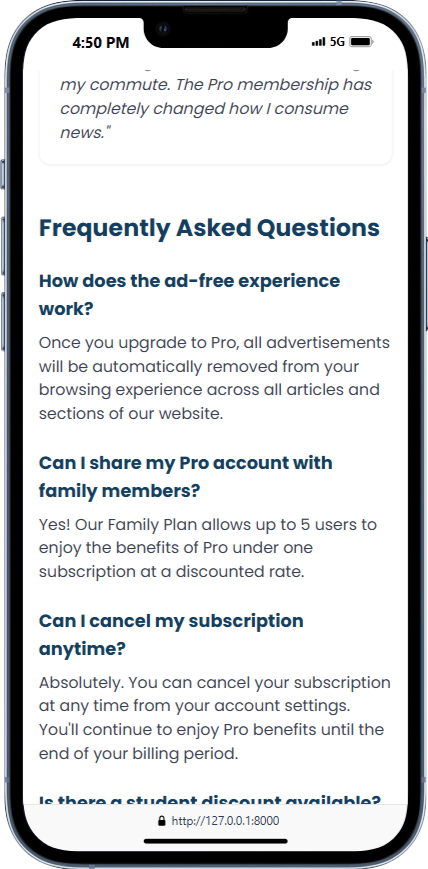 4:50 PM
5G
my commute. The Pro membership has
completely changed how I consume
news."
Frequently Asked Questions
How does the ad-free experience
work?
Once you upgrade to Pro, all advertisements
will be automatically removed from your
browsing experience across all articles and
sections of our website.
Can I share my Pro account with
family members?
Yes! Our Family Plan allows up to 5 users to
enjoy the benefits of Pro under one
subscription at a discounted rate.
Can I cancel my subscription
anytime?
Absolutely. You can cancel your subscription
at any time from your account settings.
You'll continue to enjoy Pro benefits until the
end of your billing period.
Is there a student discount available?
http://127.0.0.1:8000